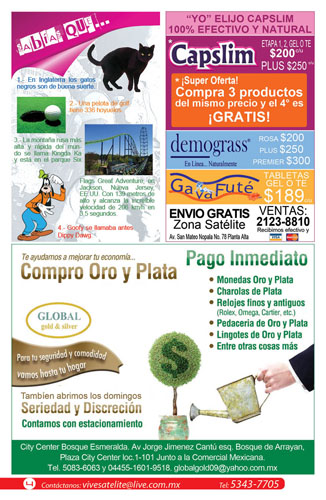 ¿SABÍAS QUE...
1.- En Inglaterra los gatos
negros son de buena suerte.
2.- Una pelota de golf
tiene 336 hoyuelos.
3.- La montaña rusa más
alta y rápida del mundo
se llama Kingda Ka
y está en el parque Six
Flags Great Adventure, en
Jackson, Nueva Jersey,
EE.UU. Con 139 metros de
alto y alcanza la increíble
velocidad de 206 km/h en
3,5 segundos.
4.- Goofy se llamaba antes
Dippy Dawg.
"YO" ELIJO CAPSLIM
100% EFECTIVO Y NATURAL
Capslim
ETAPA 1, 2, GEL O TÉ
$200 c/u
PLUS $250 c/u
¡Super Oferta!
Compra 3 productos
del mismo precio y el 4° es
¡GRATIS!
demograss
En Línea... Naturalmente
ROSA $200
PLUS $250
PREMIER $300
Gava Futé
TABLETAS
GEL O TÉ
$189 c/u
ENVIO GRATIS
Zona Satélite
Av. San Mateo Nopala No. 78 Planta Alta
VENTAS:
2123-8810
Recibimos efectivo y
Te ayudamos a mejorar tu economía...
Compro Oro y Plata
GLOBAL
gold & silver
Para tu seguridad y comodidad
vamos hasta tu hogar
También abrimos los domingos
Seriedad y Discreción
Contamos con estacionamiento
Pago Inmediato
• Monedas Oro y Plata
• Charolas de Plata
• Relojes finos y antiguos
(Rolex, Omega, Cartier, etc.)
• Pedacería de Oro y Plata
• Lingotes de Oro y Plata
• Entre otras cosas más
$
City Center Bosque Esmeralda. Av Jorge Jimenez Cantú esq. Bosque de Arrayan,
Plaza City Center loc.1-101 Junto a la Comercial Mexicana.
Tel. 5083-6063 y 04455-1601-9518. globalgold09@yahoo.com.mx
4
Contáctanos: vivesatelite@live.com.mx
Tel. 5343-7705